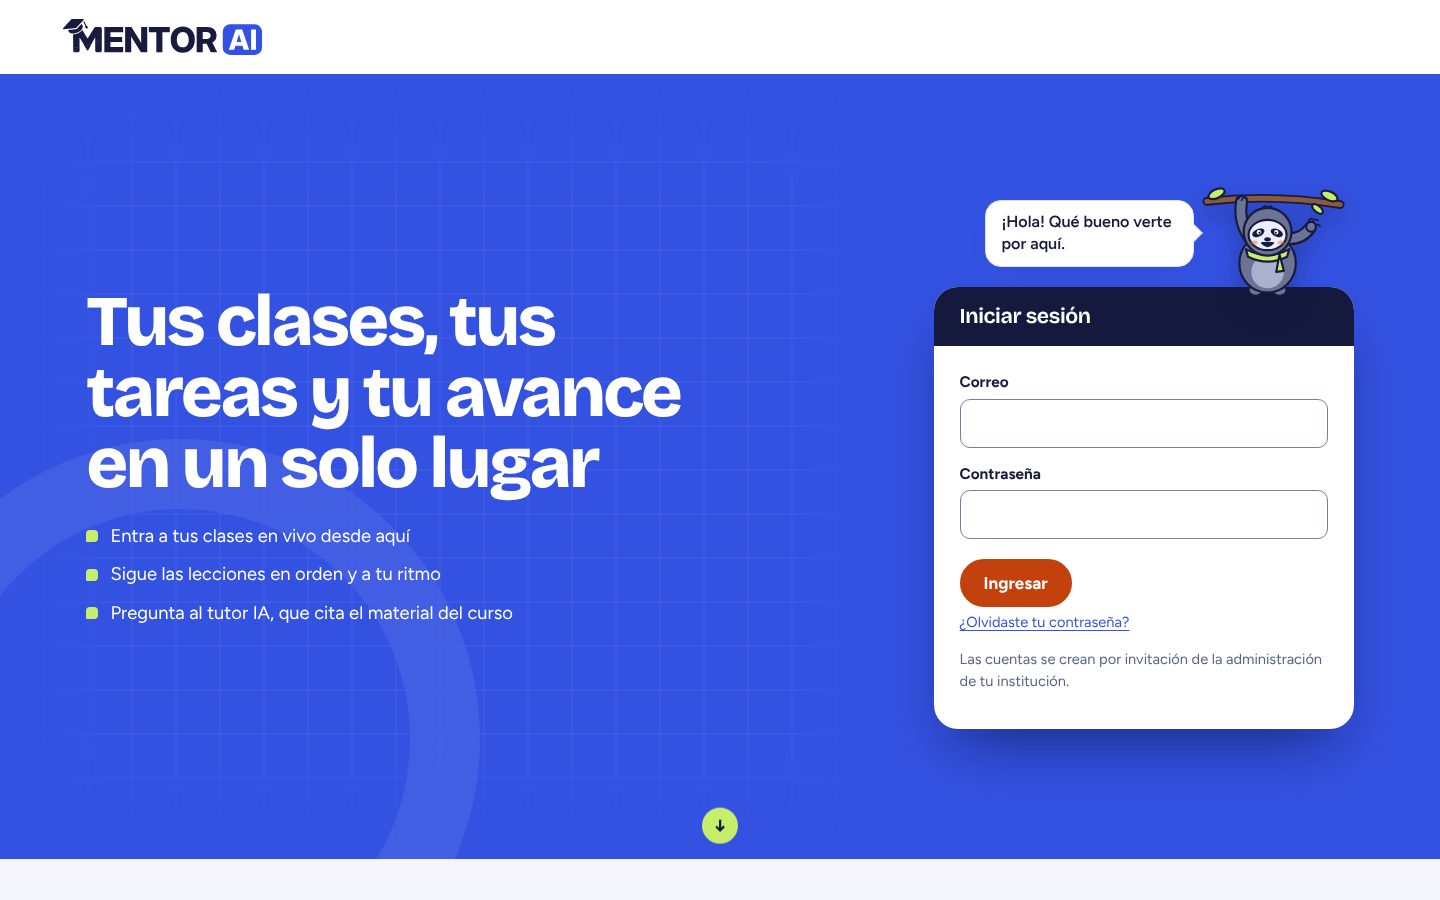 MENTOR AI
¡Hola! Qué bueno verte
por aquí.
Tus clases, tus
tareas y tu avance
en un solo lugar
Entra a tus clases en vivo desde aquí
Sigue las lecciones en orden y a tu ritmo
Pregunta al tutor IA, que cita el material del curso
Iniciar sesión
Correo
Contraseña
Ingresar
¿Olvidaste tu contraseña?
Las cuentas se crean por invitación de la administración
de tu institución.